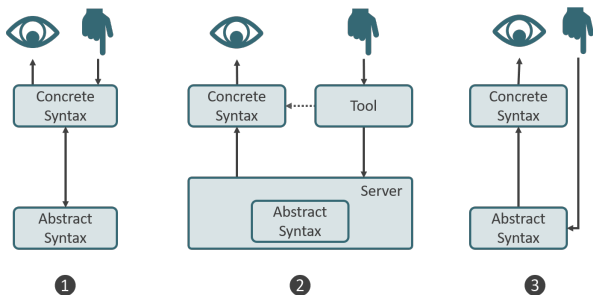 Concrete
Syntax
Abstract
Syntax
1
Concrete
Syntax
Tool
Server
Abstract
Syntax
2
Concrete
Syntax
Abstract
Syntax
3